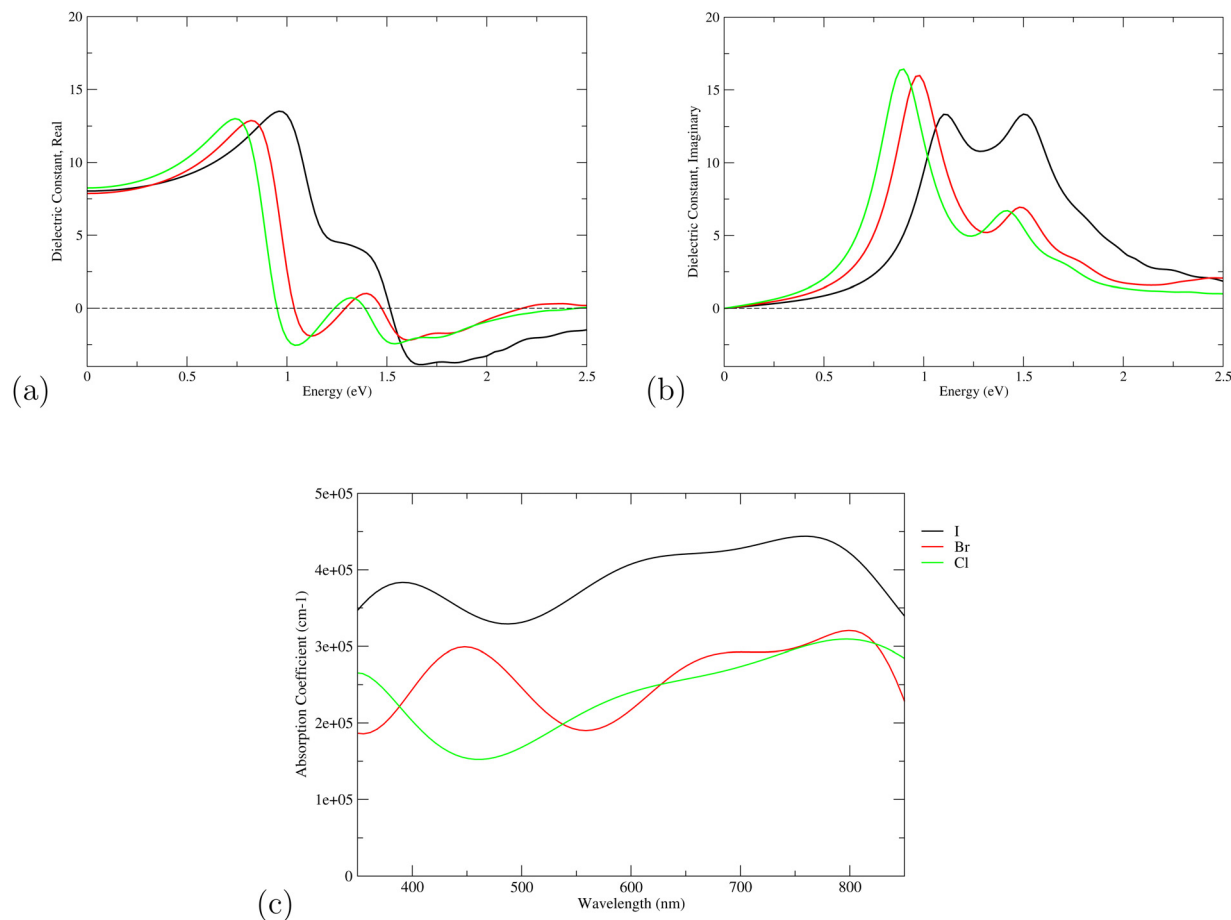 20
15
10
5
0
Dielectric Constant, Real
0
0.5
1
1.5
2
2.5
Energy (eV)
(a)
20
15
10
5
0
Dielectric Constant, Imaginary
0
0.5
1
1.5
2
2.5
Energy (eV)
(b)
5e+05
4e+05
3e+05
2e+05
1e+05
0
Absorption Coefficient (cm-1)
400
500
600
700
800
Wavelength (nm)
I
Br
Cl
(c)